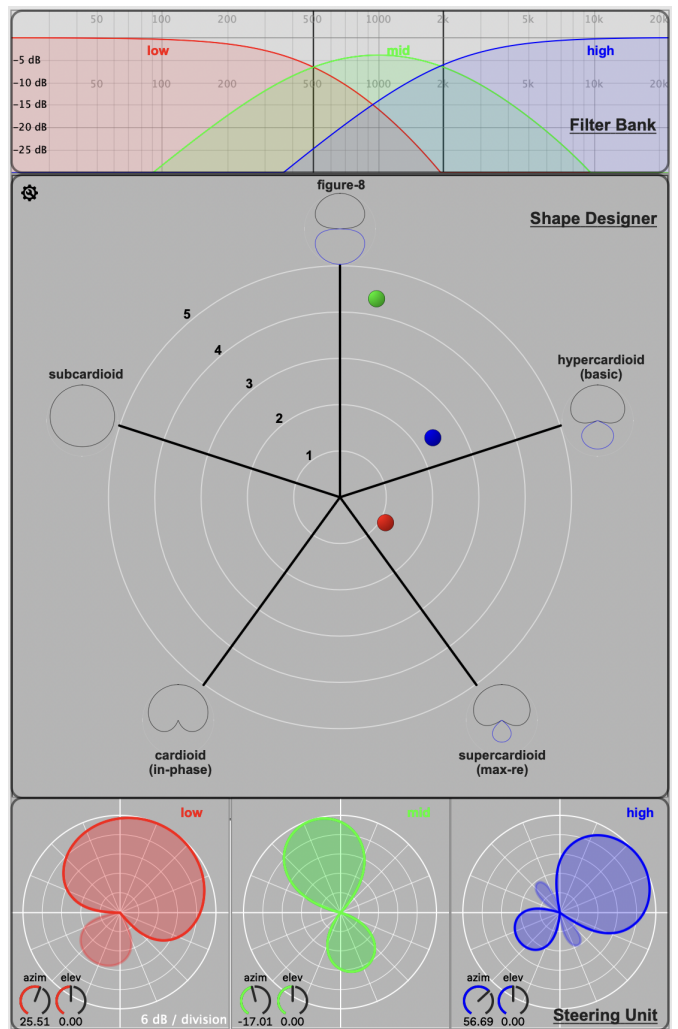 50 100 200 500 1000 2k 5k 10k 20k
low mid high
-5 dB
50 100 200 500 1000 2k 5k 10k 20k
-10 dB
-15 dB
-20 dB
Filter Bank
-25 dB
figure-8
Shape Designer
5
4
hypercardioid
(basic)
subcardioid
3
2
1
cardioid
(in-phase)
supercardioid
(max-re)
low mid high
azim elev azim elev azim elev
25.51 0.00 6 dB / division -17.01 0.00 56.69 0.00 Steering Unit